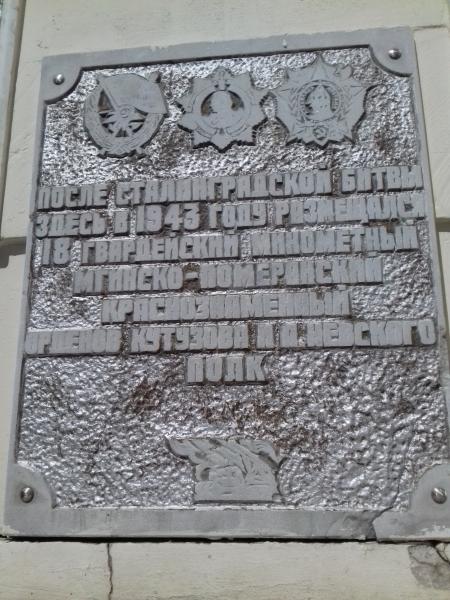 ПОСЛЕ СТАЛИНГРАДСКОЙ БИТВЫ
ЗДЕСЬ В 1943 ГОДУ РАЗМЕЩАЛСЯ
18 ГВАРДЕЙСКИЙ МИНОМЕТНЫЙ
МГИНСКО-ПОМЕРАНСКИЙ
КРАСНОЗНАМЕННЫЙ
ОРДЕНОВ КУТУЗОВА И А.НЕВСКОГО
ПОЛК